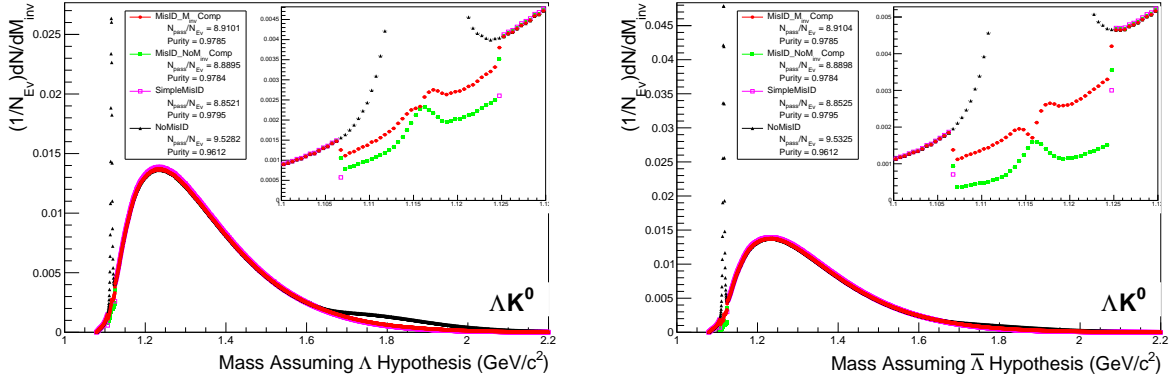 MisID_M_inv_Comp
N_pass/N_Ev = 8.9101
Purity = 0.9785
MisID_NoM_inv_Comp
N_pass/N_Ev = 8.8895
Purity = 0.9784
SimpleMisID
N_pass/N_Ev = 8.8521
Purity = 0.9795
NoMisID
N_pass/N_Ev = 9.5282
Purity = 0.9612
(1/N_Ev)dN/dM_inv
0.025
0.02
0.015
0.01
0.005
0
1
1.2
1.4
1.6
1.8
2
2.2
0.0045
0.004
0.0035
0.003
0.0025
0.002
0.0015
0.001
0.0005
0
1.1
1.105
1.11
1.115
1.12
1.125
1.13
ΛK⁰
Mass Assuming Λ Hypothesis (GeV/c²)
MisID_M_inv_Comp
N_pass/N_Ev = 8.9104
Purity = 0.9785
MisID_NoM_inv_Comp
N_pass/N_Ev = 8.8898
Purity = 0.9784
SimpleMisID
N_pass/N_Ev = 8.8525
Purity = 0.9795
NoMisID
N_pass/N_Ev = 9.5325
Purity = 0.9612
(1/N_Ev)dN/dM_inv
0.045
0.04
0.035
0.03
0.025
0.02
0.015
0.01
0.005
0
1
1.2
1.4
1.6
1.8
2
2.2
0.005
0.004
0.003
0.002
0.001
0
1.1
1.105
1.11
1.115
1.12
1.125
1.13
ΛK⁰
Mass Assuming Λ̅ Hypothesis (GeV/c²)